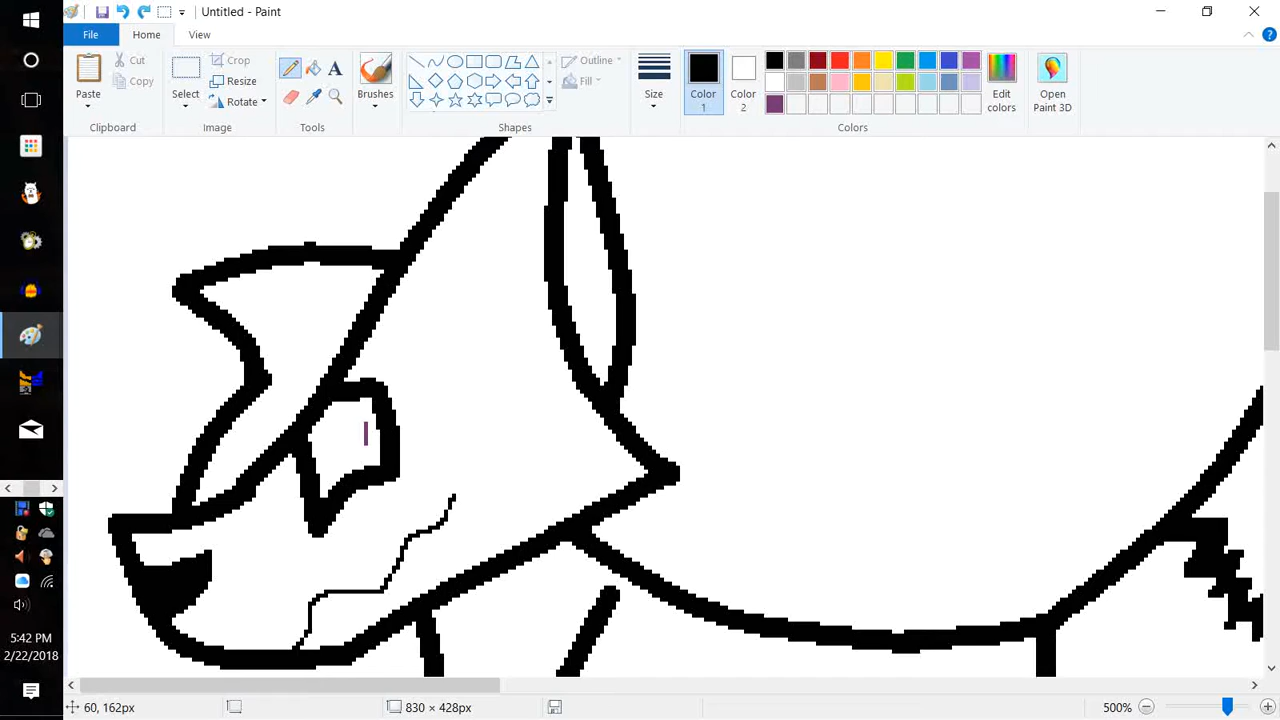 Untitled - Paint
File
Home
View
Paste
Cut
Copy
Clipboard
Select
Crop
Resize
Rotate
Image
A
Tools
Brushes
Outline
Fill
Shapes
Size
Color
1
Color
2
Edit
colors
Colors
Open
Paint 3D
60, 162px
830 × 428px
500%
5:42 PM
2/22/2018